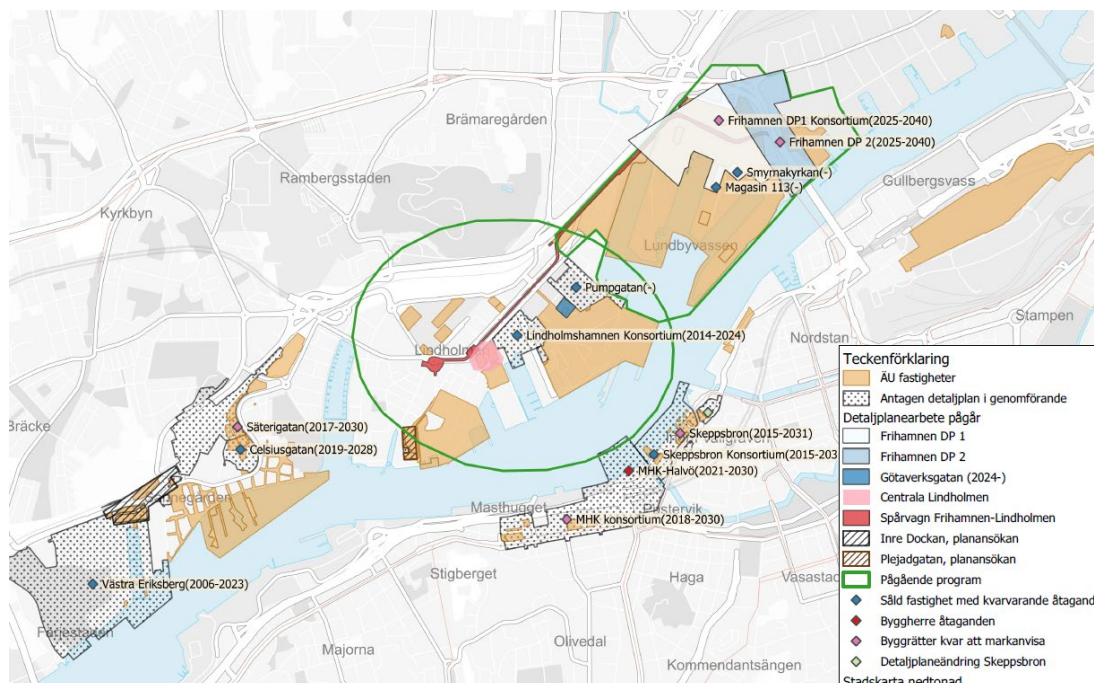 Brämaregården
Frihamnen DP1 Konsortium(2025-2040)
Frihamnen DP 2(2025-2040)
Rambergsstaden
Smyrnakyrkan(-)
Gullbergsvass
Magasin 113(-)
Kyrkbyn
Lundbyvassen
Pumpgatan(-)
Stampen
Nordstan
Lindholmshamnen Konsortium(2014-2024)
Lindholmen
Säterigatan(2017-2030)
Bräcke
Skeppsbron(2015-2031)
Celsiusgatan(2019-2028)
Skeppsbron Konsortium(2015-203
MHK-Halvö(2021-2030)
Sannegården
Masthugget
Pustervik
MHK konsortium(2018-2030)
Stigberget
Haga
Vasastad
Västra Eriksberg(2006-2023)
Färjestaden
Olivedal
Majorna
Kommendantsängen
Teckenförklaring
ÄU fastigheter
Antagen detaljplan i genomförande
Detaljplanearbete pågår
Frihamnen DP 1
Frihamnen DP 2
Götaverksgatan (2024-)
Centrala Lindholmen
Spårvagn Frihamnen-Lindholmen
Inre Dockan, planansökan
Plejadgatan, planansökan
Pågående program
Såld fastighet med kvarvarande åtagand
Byggherre åtaganden
Byggrätter kvar att markanvisa
Detaljplaneändring Skeppsbron
Stadskarta nedtonad